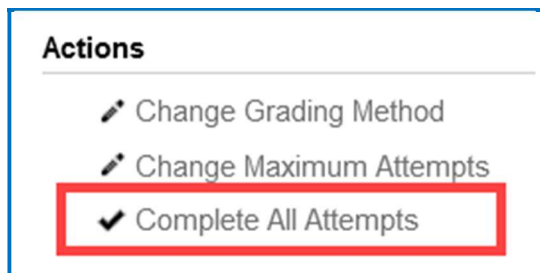 Actions
Change Grading Method
Change Maximum Attempts
Complete All Attempts